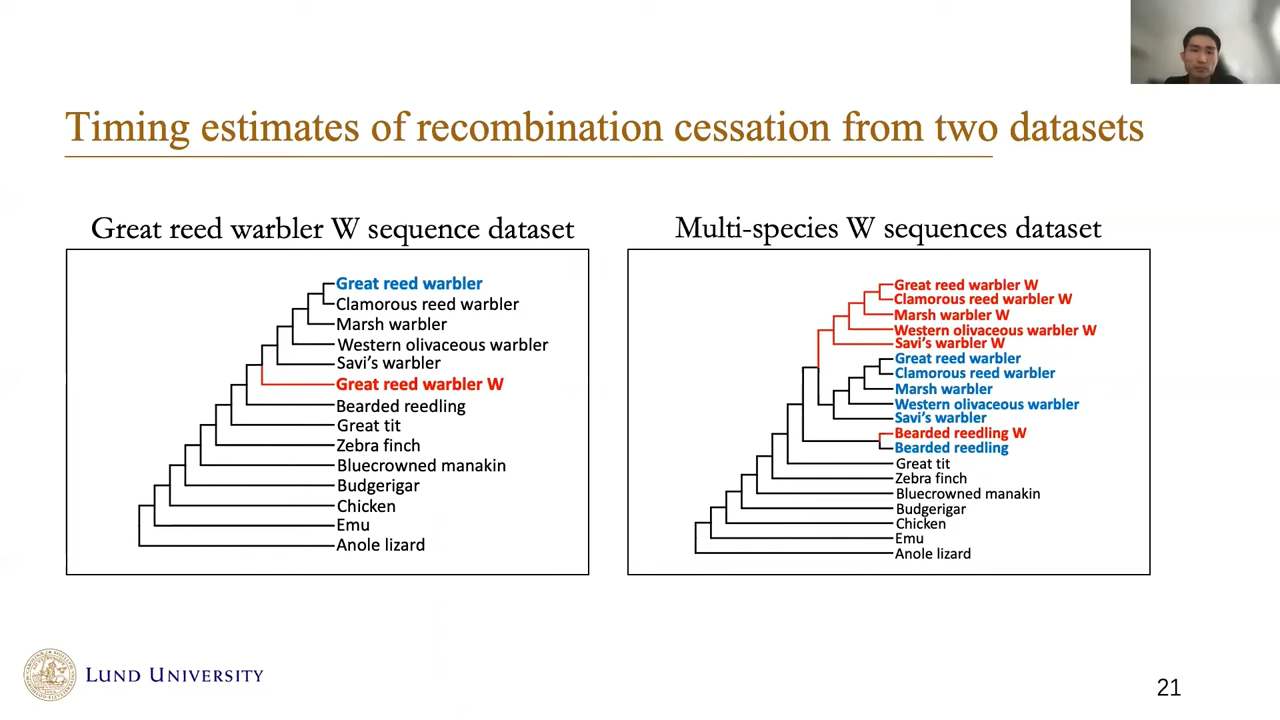 Timing estimates of recombination cessation from two datasets
Great reed warbler W sequence dataset
Great reed warbler
Clamorous reed warbler
Marsh warbler
Western olivaceous warbler
Savi's warbler
Great reed warbler W
Bearded reedling
Great tit
Zebra finch
Bluecrowned manakin
Budgerigar
Chicken
Emu
Anole lizard
Multi-species W sequences dataset
Great reed warbler W
Clamorous reed warbler W
Marsh warbler W
Western olivaceous warbler W
Savi's warbler W
Great reed warbler
Clamorous reed warbler
Marsh warbler
Western olivaceous warbler
Savi's warbler
Bearded reedling W
Bearded reedling
Great tit
Zebra finch
Bluecrowned manakin
Budgerigar
Chicken
Emu
Anole lizard
LUND UNIVERSITY
21